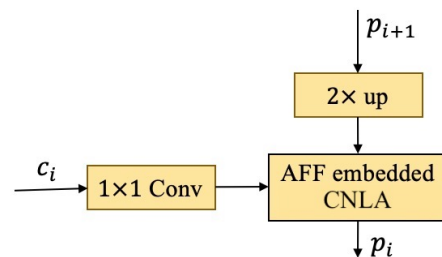 p_{i+1}
2× up
c_i
1×1 Conv
AFF embedded
CNLA
p_i